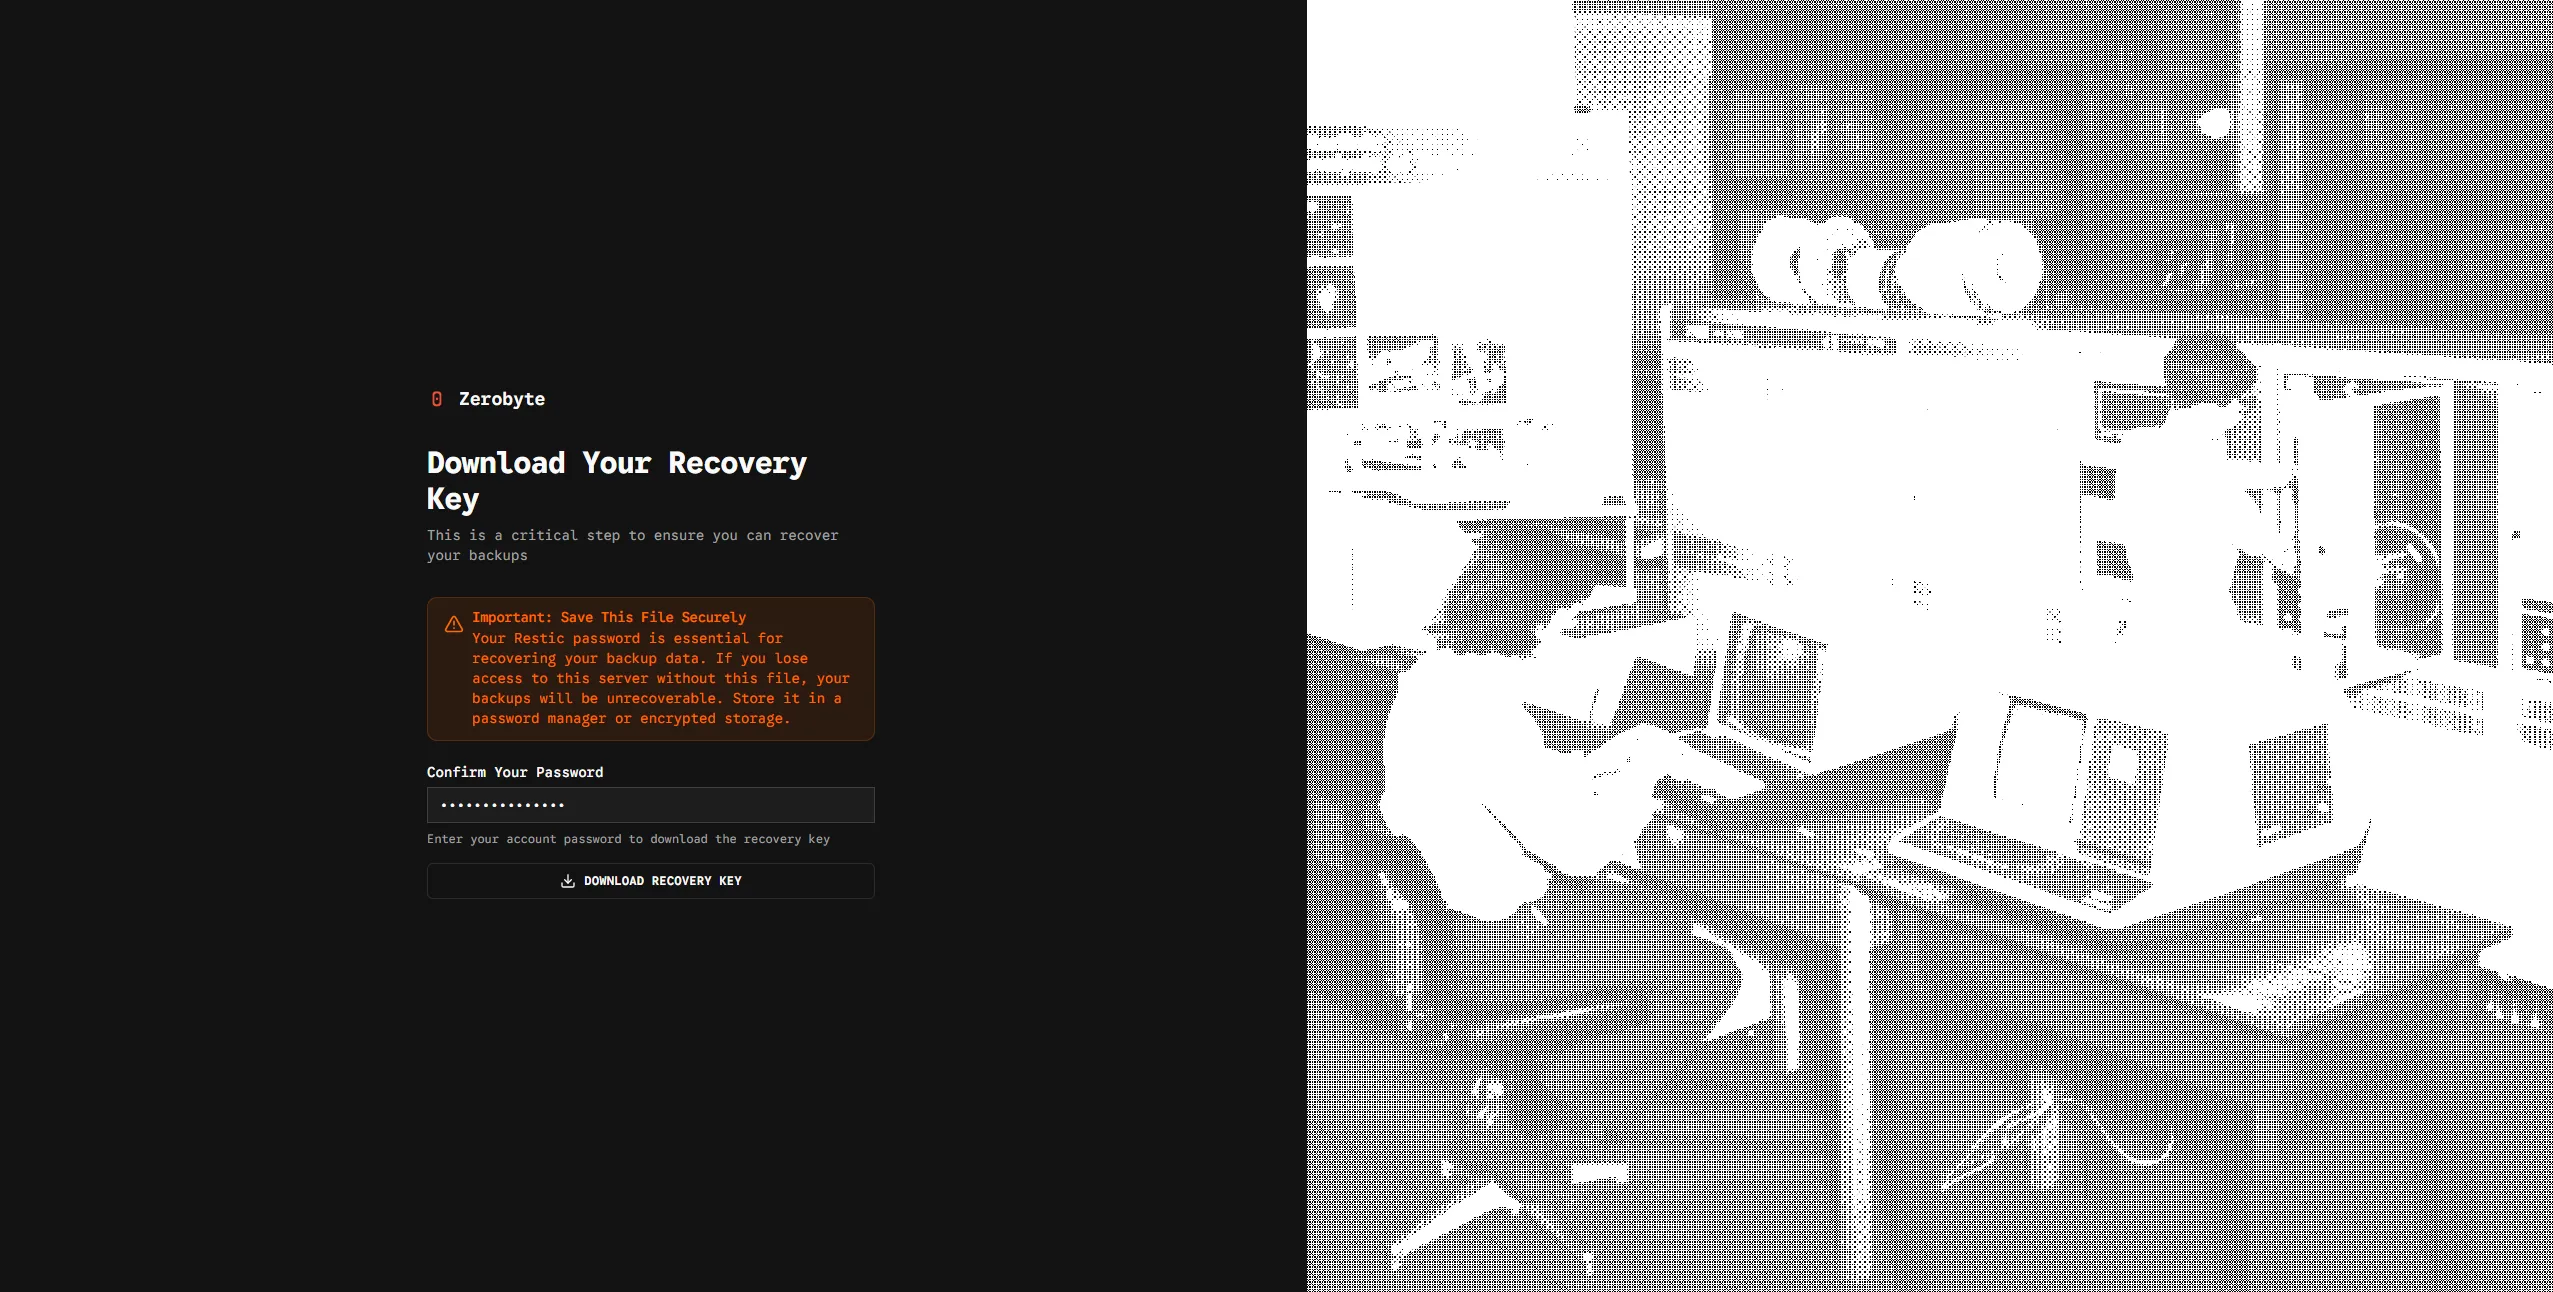 Zerobyte
Download Your Recovery
Key
This is a critical step to ensure you can recover
your backups
Important: Save This File Securely
Your Restic password is essential for
recovering your backup data. If you lose
access to this server without this file, your
backups will be unrecoverable. Store it in a
password manager or encrypted storage.
Confirm Your Password
•••••••••••••••
Enter your account password to download the recovery key
DOWNLOAD RECOVERY KEY